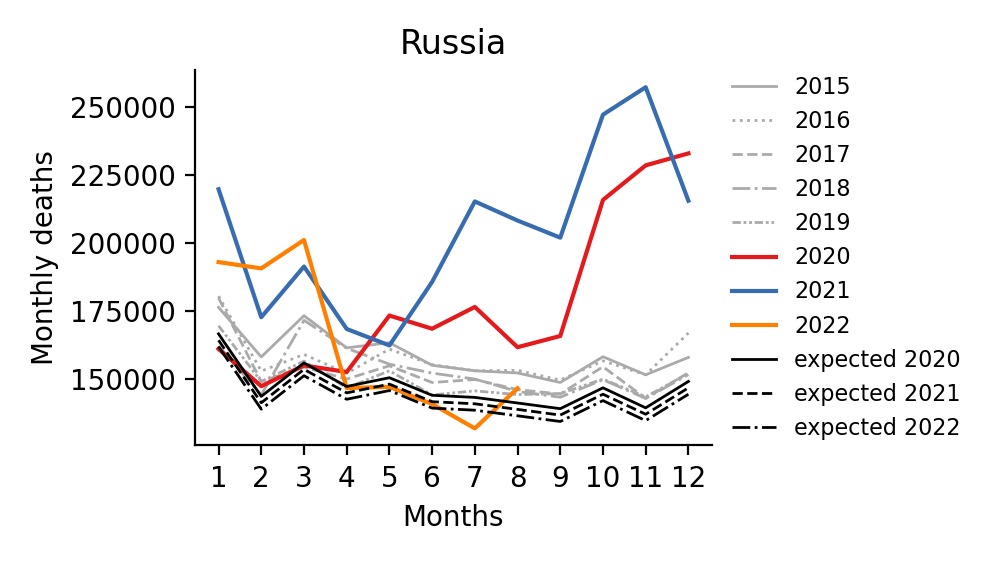 Russia
Monthly deaths
250000
225000
200000
175000
150000
1 2 3 4 5 6 7 8 9 10 11 12
Months
2015
2016
2017
2018
2019
2020
2021
2022
expected 2020
expected 2021
expected 2022